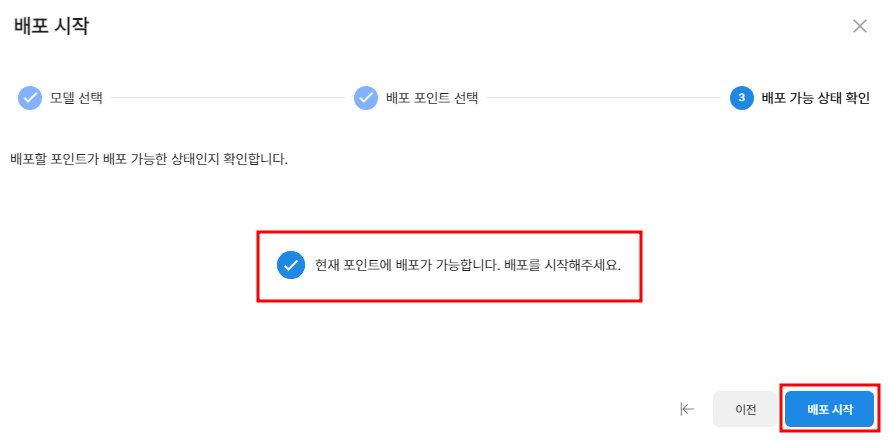 배포 시작
모델 선택
배포 포인트 선택
3 배포 가능 상태 확인
배포할 포인트가 배포 가능한 상태인지 확인합니다.
현재 포인트에 배포가 가능합니다. 배포를 시작해주세요.
이전
배포 시작